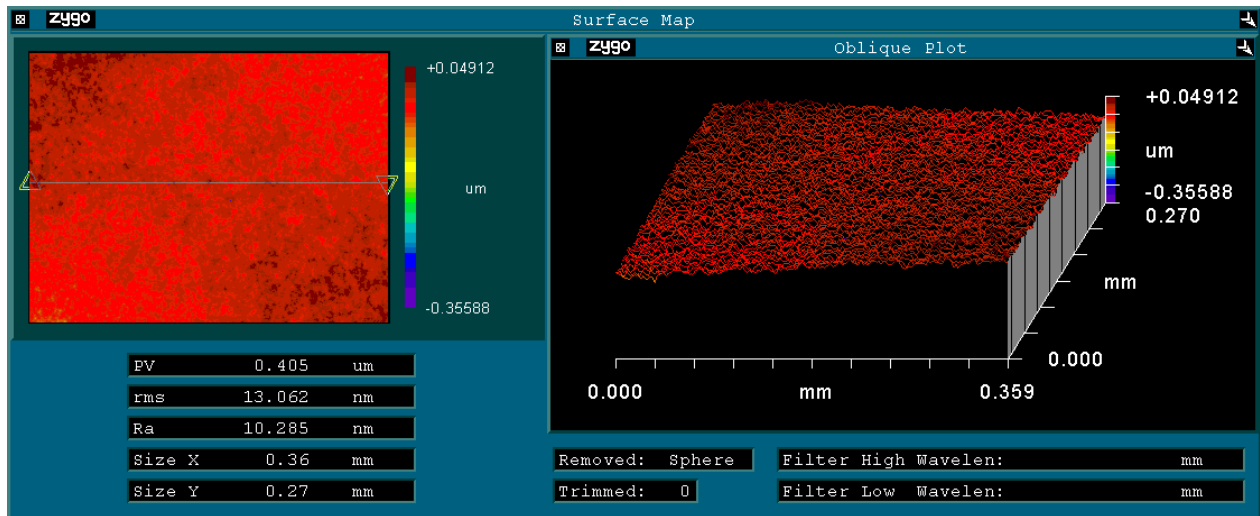 zygo Surface Map
+0.04912
um
-0.35588
zygo Oblique Plot
+0.04912
um
-0.35588
0.270
mm
0.000
0.000 mm 0.359
PV 0.405 um
rms 13.062 nm
Ra 10.285 nm
Size X 0.36 mm
Size Y 0.27 mm
Removed: Sphere
Trimmed: 0
Filter High Wavelen: mm
Filter Low Wavelen: mm